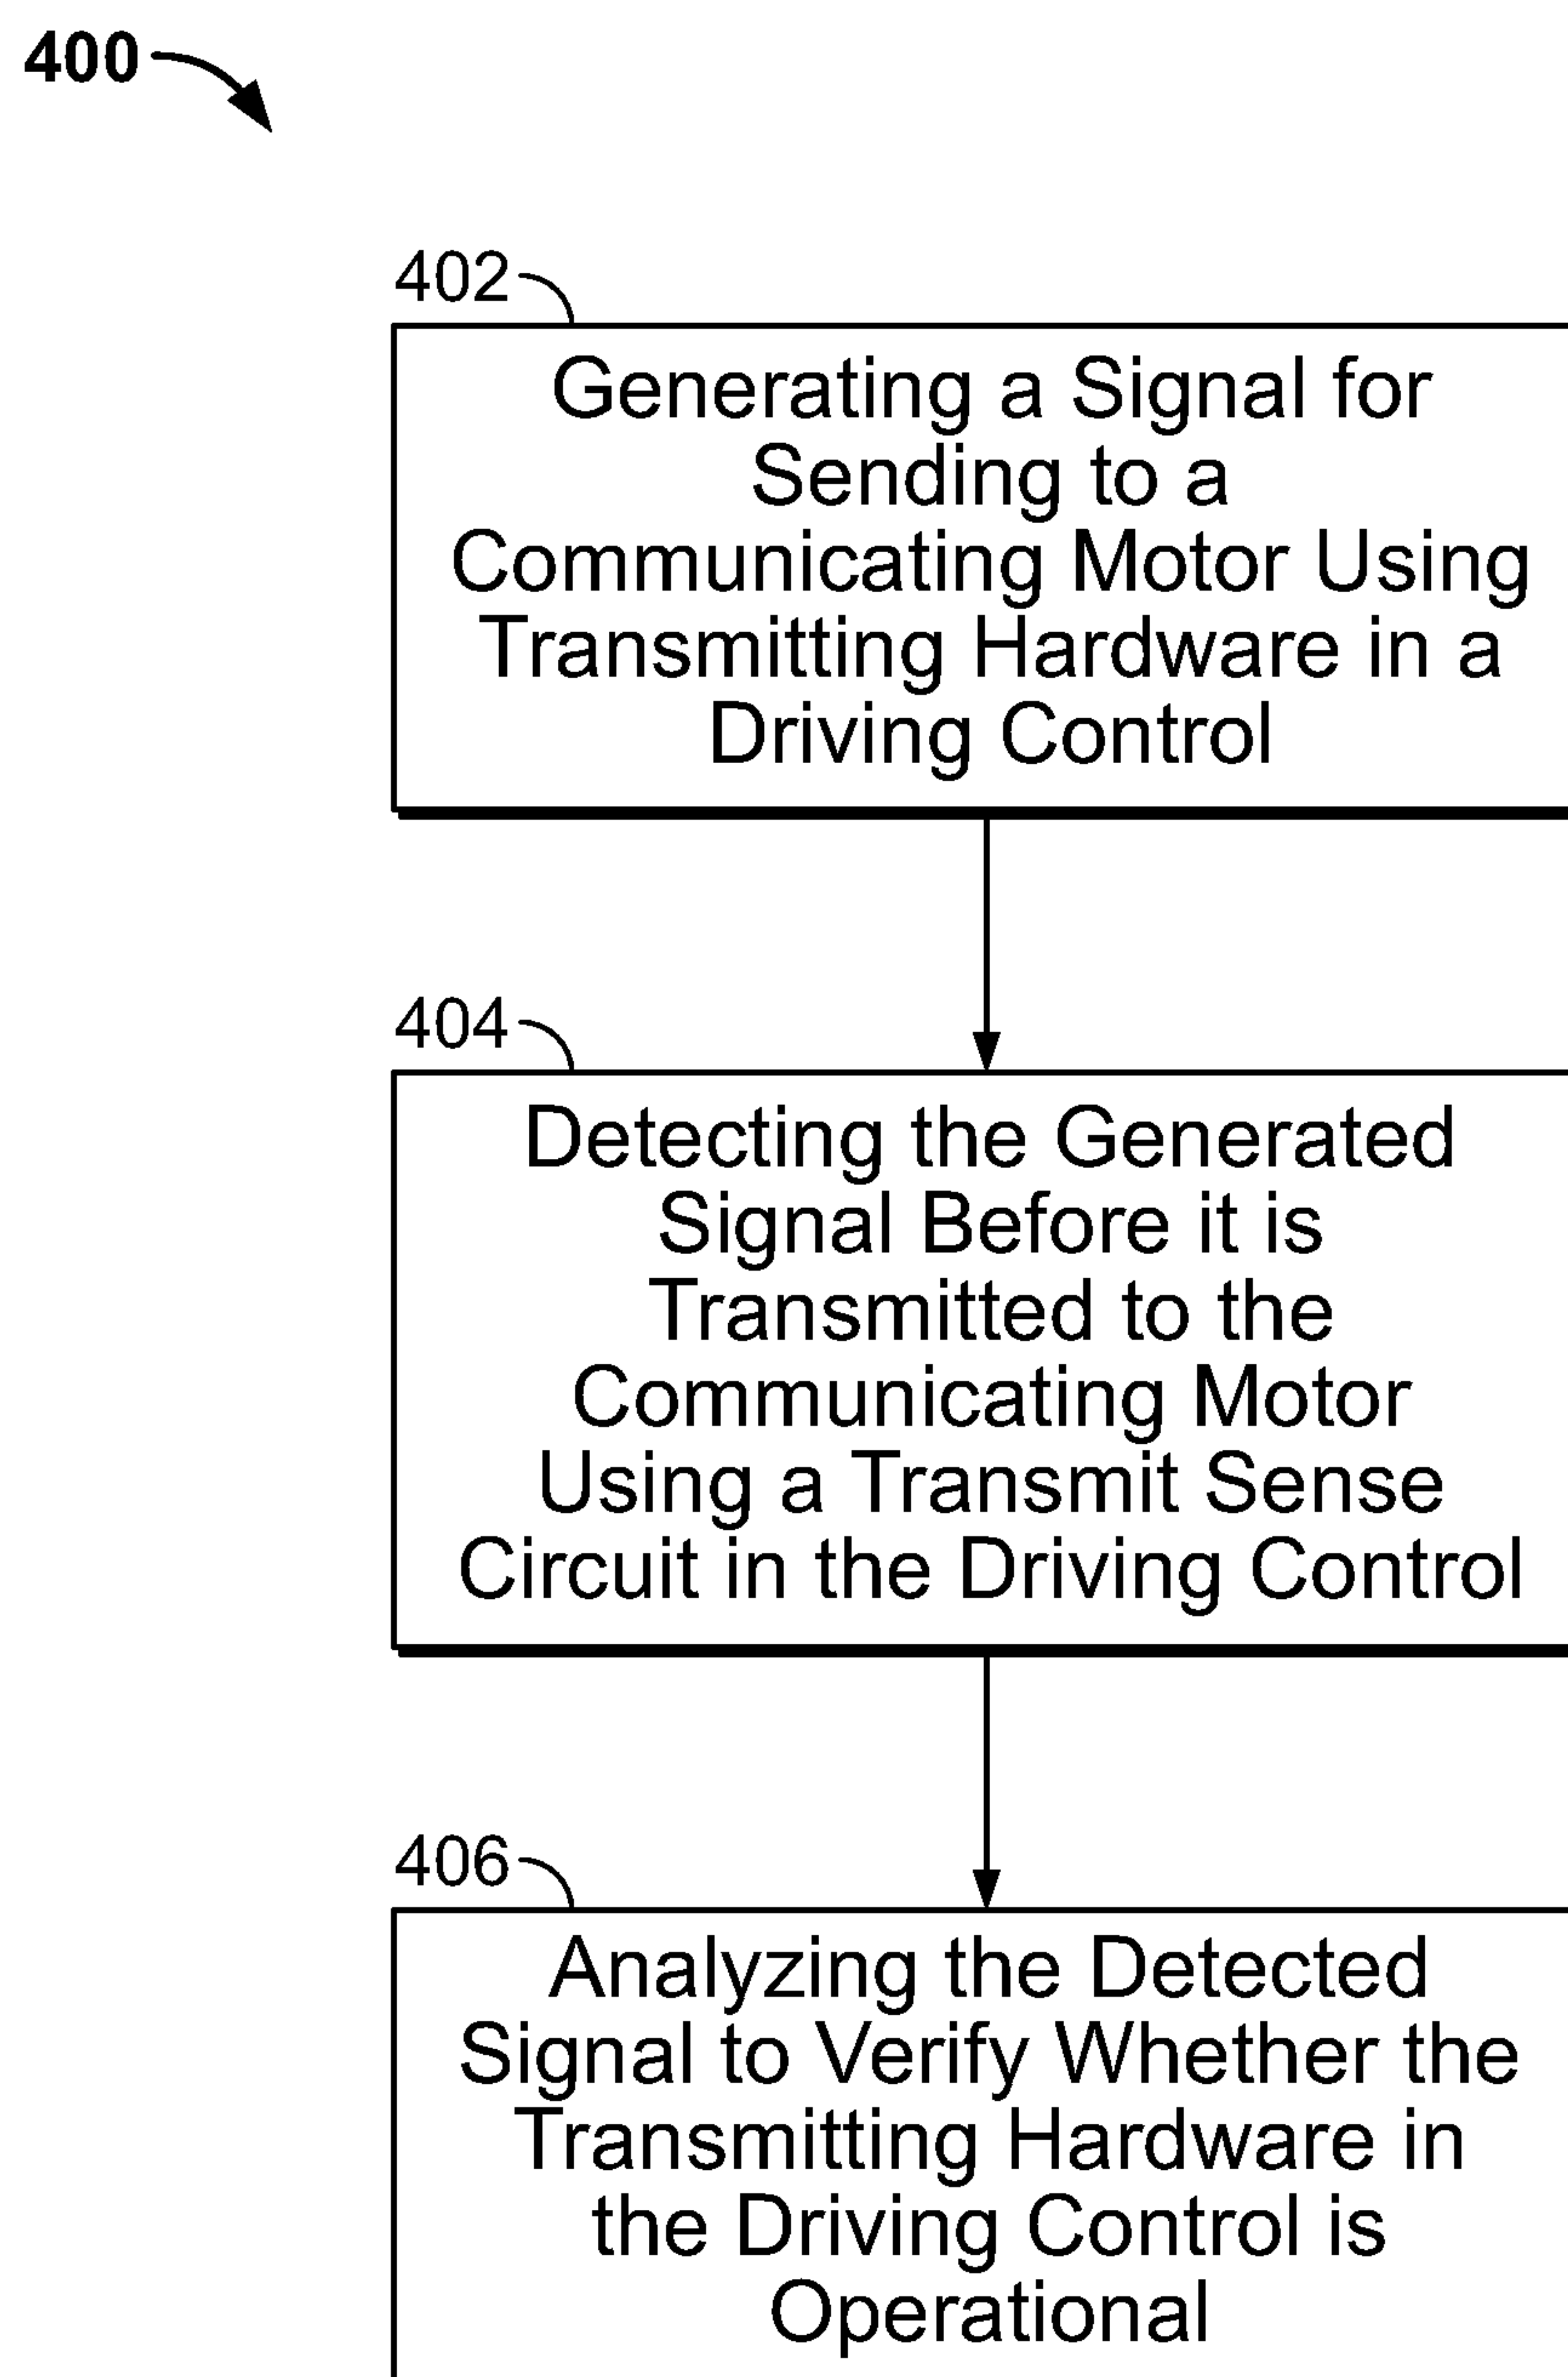 400
402
Generating a Signal for
Sending to a
Communicating Motor Using
Transmitting Hardware in a
Driving Control
404
Detecting the Generated
Signal Before it is
Transmitted to the
Communicating Motor
Using a Transmit Sense
Circuit in the Driving Control
406
Analyzing the Detected
Signal to Verify Whether the
Transmitting Hardware in
the Driving Control is
Operational